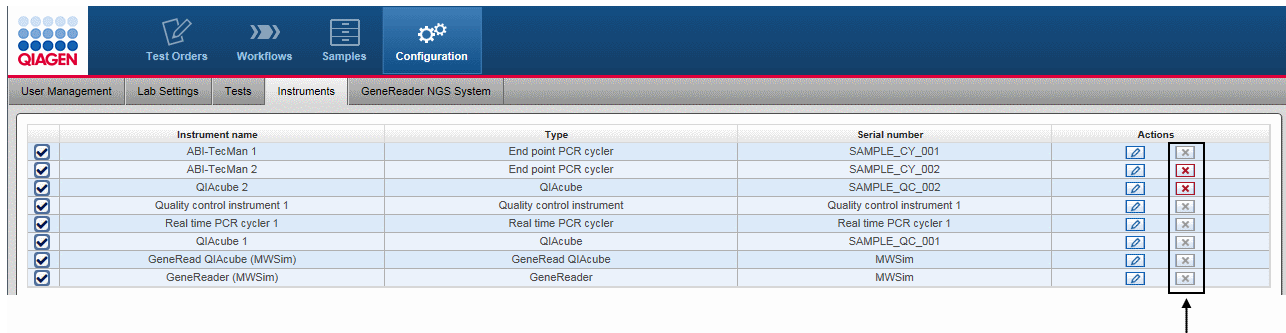 QIAGEN
Test Orders Workflows Samples Configuration
User Management Lab Settings Tests Instruments GeneReader NGS System
Instrument name Type Serial number Actions
ABI-TecMan 1 End point PCR cycler SAMPLE_CY_001
ABI-TecMan 2 End point PCR cycler SAMPLE_CY_002
QIAcube 2 QIAcube SAMPLE_QC_002
Quality control instrument 1 Quality control instrument Quality control instrument 1
Real time PCR cycler 1 Real time PCR cycler Real time PCR cycler 1
QIAcube 1 QIAcube SAMPLE_QC_001
GeneRead QIAcube (MWSim) GeneRead QIAcube MWSim
GeneReader (MWSim) GeneReader MWSim